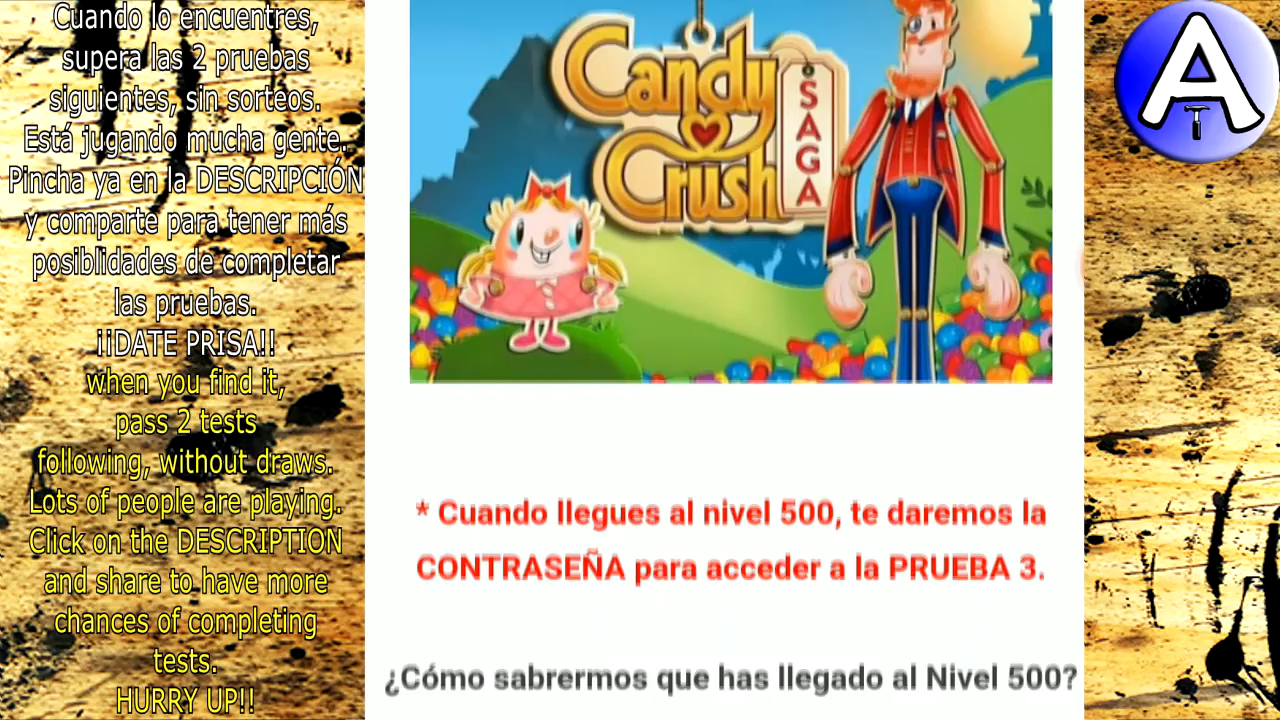 Cuando lo encuentres,
supera las 2 pruebas
siguientes, sin sorteos.
Está jugando mucha gente.
Pincha ya en la DESCRIPCIÓN
y comparte para tener más
posiblidades de completar
las pruebas.
¡¡DATE PRISA!!
when you find it,
pass 2 tests
following, without draws.
Lots of people are playing.
Click on the DESCRIPTION
and share to have more
chances of completing
tests.
HURRY UP!!
Candy
Crush
SAGA
* Cuando llegues al nivel 500, te daremos la
CONTRASEÑA para acceder a la PRUEBA 3.
¿Cómo sabrermos que has llegado al Nivel 500?
A